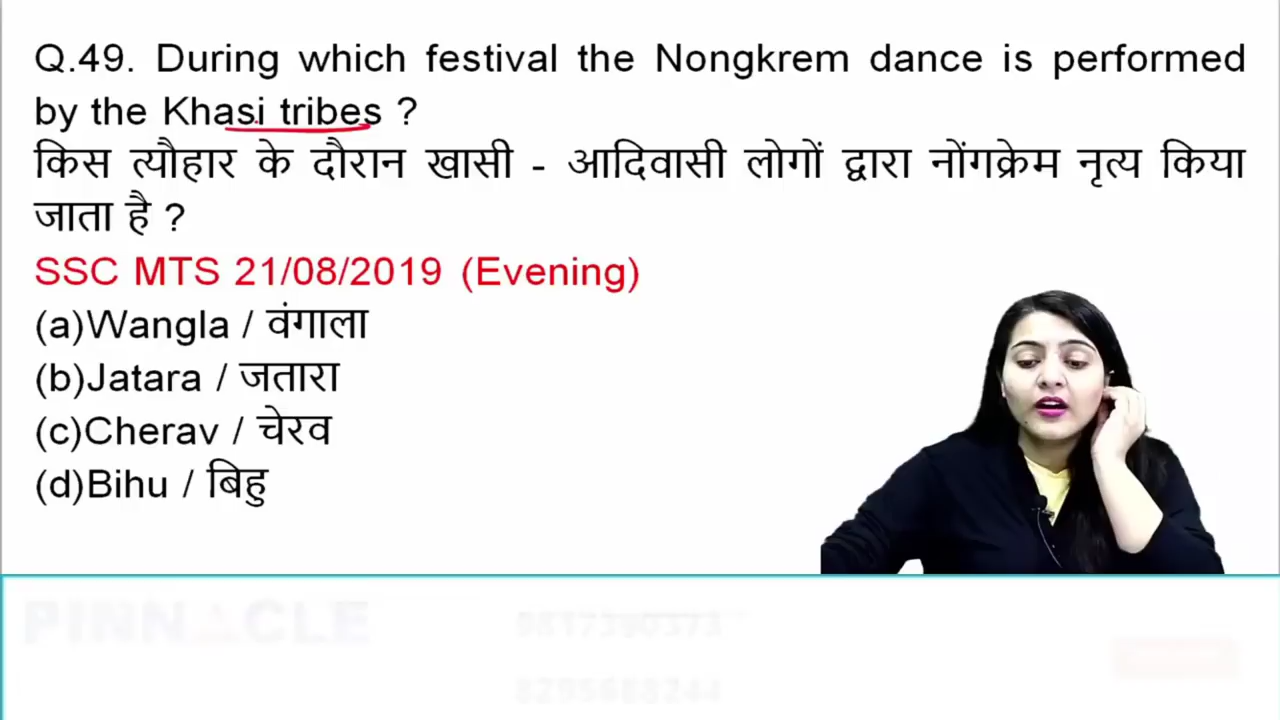 Q.49. During which festival the Nongkrem dance is performed
by the Khasi tribes ?
किस त्यौहार के दौरान खासी - आदिवासी लोगों द्वारा नोंगक्रेम नृत्य किया
जाता है ?
SSC MTS 21/08/2019 (Evening)
(a)Wangla / वंगाला
(b)Jatara / जतारा
(c)Cherav / चेरव
(d)Bihu / बिहु
PINNACLE